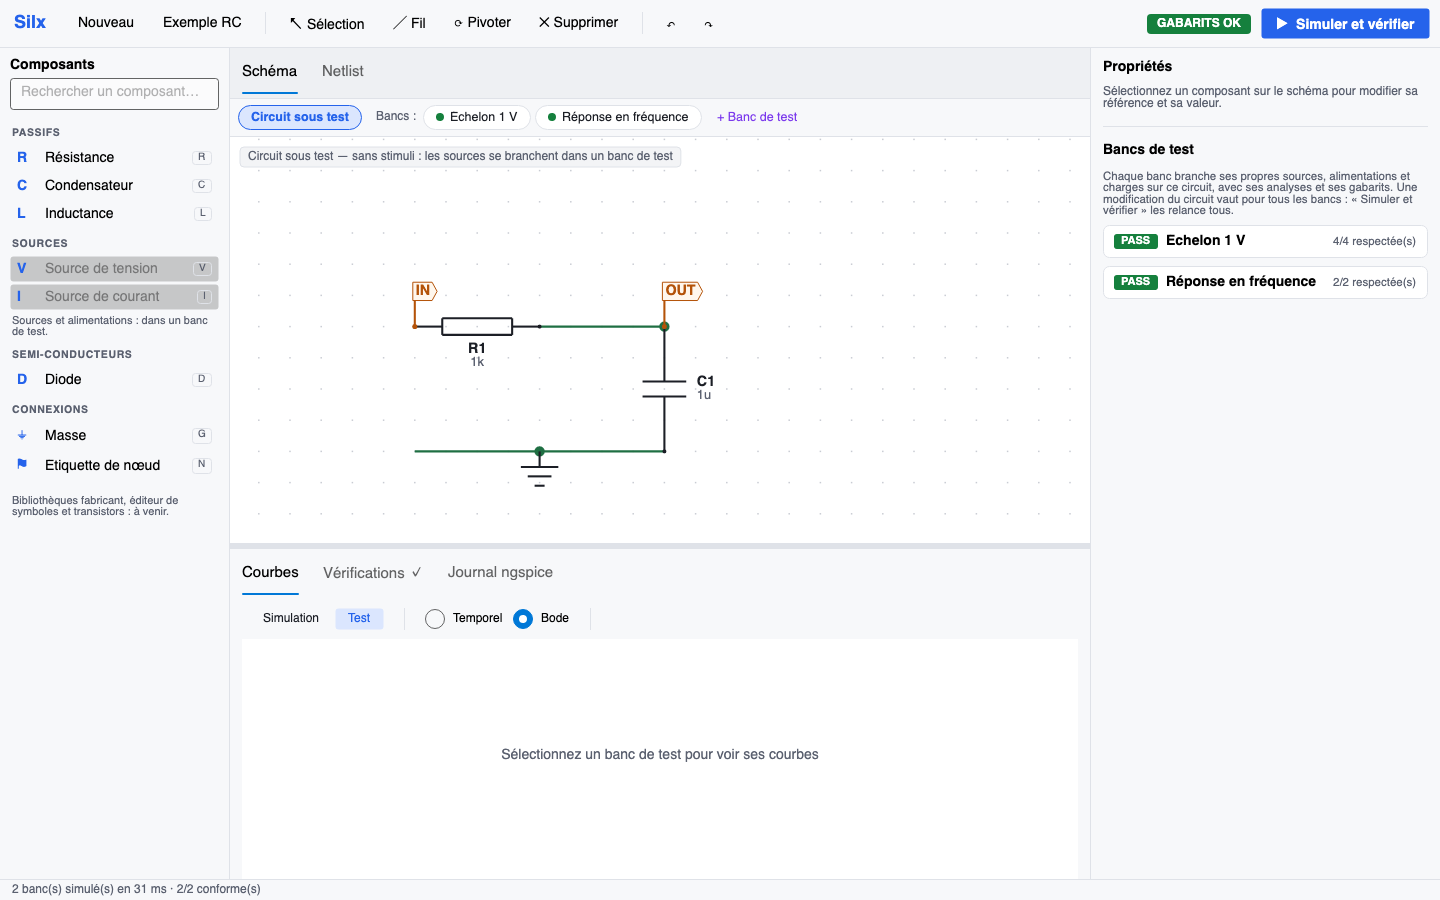 Silx
Nouveau
Exemple RC
Sélection
Fil
Pivoter
Supprimer
GABARITS OK
Simuler et vérifier
Composants
Rechercher un composant…
PASSIFS
R Résistance R
C Condensateur C
L Inductance L
SOURCES
V Source de tension V
I Source de courant I
Sources et alimentations : dans un banc
de test.
SEMI-CONDUCTEURS
D Diode D
CONNEXIONS
Masse G
Etiquette de nœud N
Bibliothèques fabricant, éditeur de
symboles et transistors : à venir.
Schéma
Netlist
Circuit sous test
Bancs :
Echelon 1 V
Réponse en fréquence
+ Banc de test
Circuit sous test — sans stimuli : les sources se branchent dans un banc de test
IN
OUT
R1
1k
C1
1u
Courbes
Vérifications ✓
Journal ngspice
Simulation
Test
Temporel
Bode
Sélectionnez un banc de test pour voir ses courbes
Propriétés
Sélectionnez un composant sur le schéma pour modifier sa
référence et sa valeur.
Bancs de test
Chaque banc branche ses propres sources, alimentations et
charges sur ce circuit, avec ses analyses et ses gabarits. Une
modification du circuit vaut pour tous les bancs : « Simuler et
vérifier » les relance tous.
PASS Echelon 1 V 4/4 respectée(s)
PASS Réponse en fréquence 2/2 respectée(s)
2 banc(s) simulé(s) en 31 ms · 2/2 conforme(s)